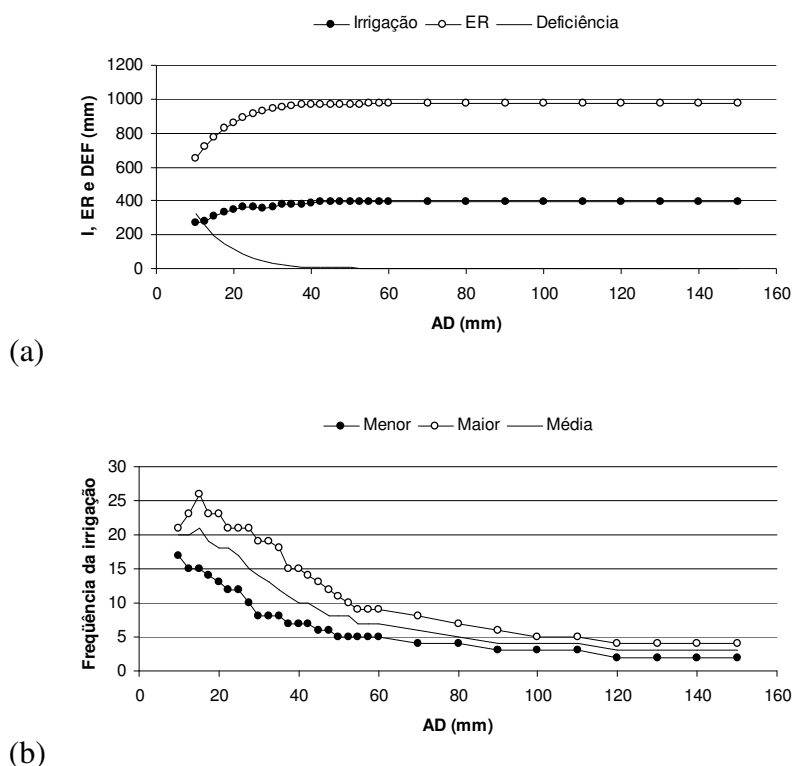 Irrigação ER Deficiência
1200
1000
800
600
400
200
0
I, ER e DEF (mm)
0 20 40 60 80 100 120 140 160
AD (mm)
(a)
Menor Maior Média
30
25
20
15
10
5
0
Freqüência da irrigação
0 20 40 60 80 100 120 140 160
AD (mm)
(b)